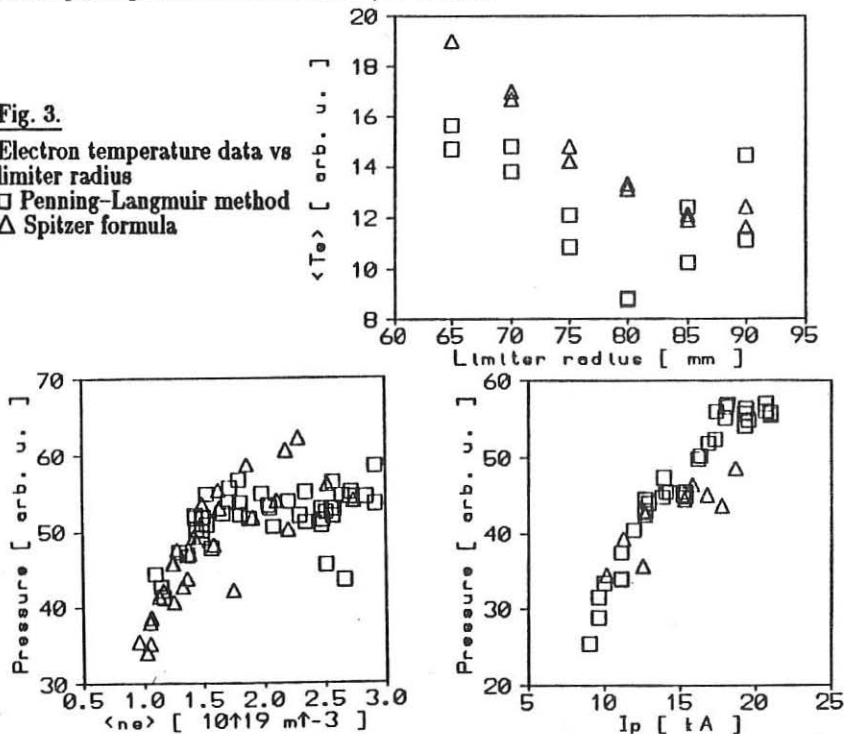 Fig. 3.
Electron temperature data vs
limiter radius
□ Penning-Langmuir method
△ Spitzer formula
<Te> [ arb. u. ]
20
18
16
14
12
10
8
60 65 70 75 80 85 90 95
Limiter radius [ mm ]
Pressure [ arb. u. ]
70
60
50
40
30
0.5 1.0 1.5 2.0 2.5 3.0
<ne> [ 10↑19 m↑-3 ]
Pressure [ arb. u. ]
60
50
40
30
20
5 10 15 20 25
Ip [ kA ]